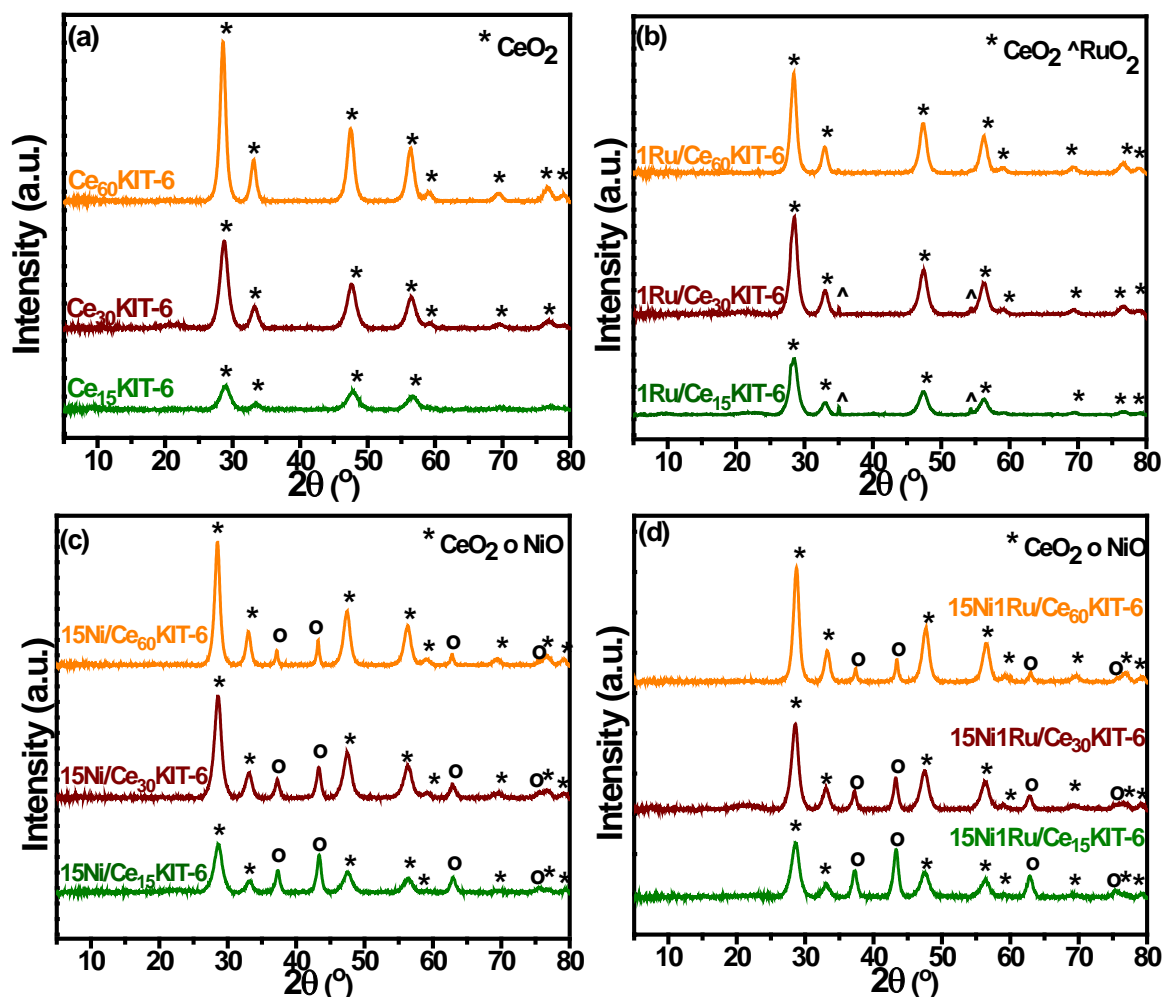 (a)
* CeO2
Ce60KIT-6
Ce30KIT-6
Ce15KIT-6
Intensity (a.u.)
10 20 30 40 50 60 70 80
2θ (o)
(b)
* CeO2 ^RuO2
1Ru/Ce60KIT-6
1Ru/Ce30KIT-6
1Ru/Ce15KIT-6
Intensity (a.u.)
10 20 30 40 50 60 70 80
2θ (o)
(c)
* CeO2 o NiO
15Ni/Ce60KIT-6
15Ni/Ce30KIT-6
15Ni/Ce15KIT-6
Intensity (a.u.)
10 20 30 40 50 60 70 80
2θ (o)
(d)
* CeO2 o NiO
15Ni1Ru/Ce60KIT-6
15Ni1Ru/Ce30KIT-6
15Ni1Ru/Ce15KIT-6
Intensity (a.u.)
10 20 30 40 50 60 70 80
2θ (o)